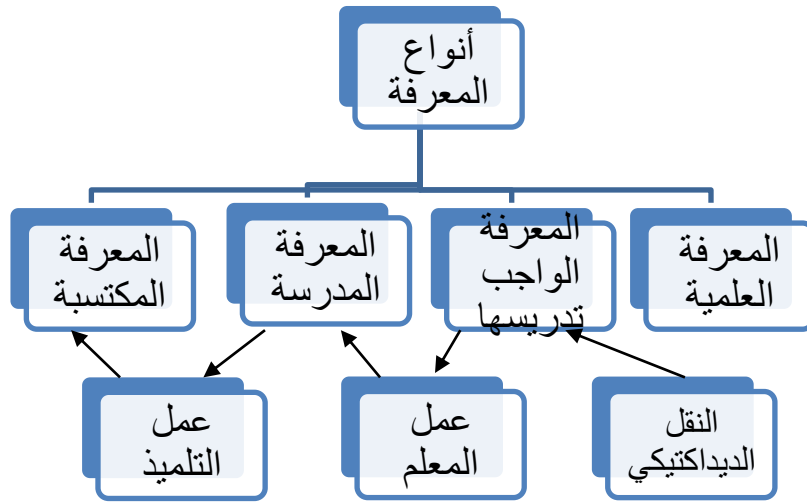 أنواع
المعرفة
المعرفة
العلمية
المعرفة
الواجب
تدريسها
المعرفة
المدرسة
المعرفة
المكتسبة
النقل
الديداكتيكي
عمل
المعلم
عمل
التلميذ